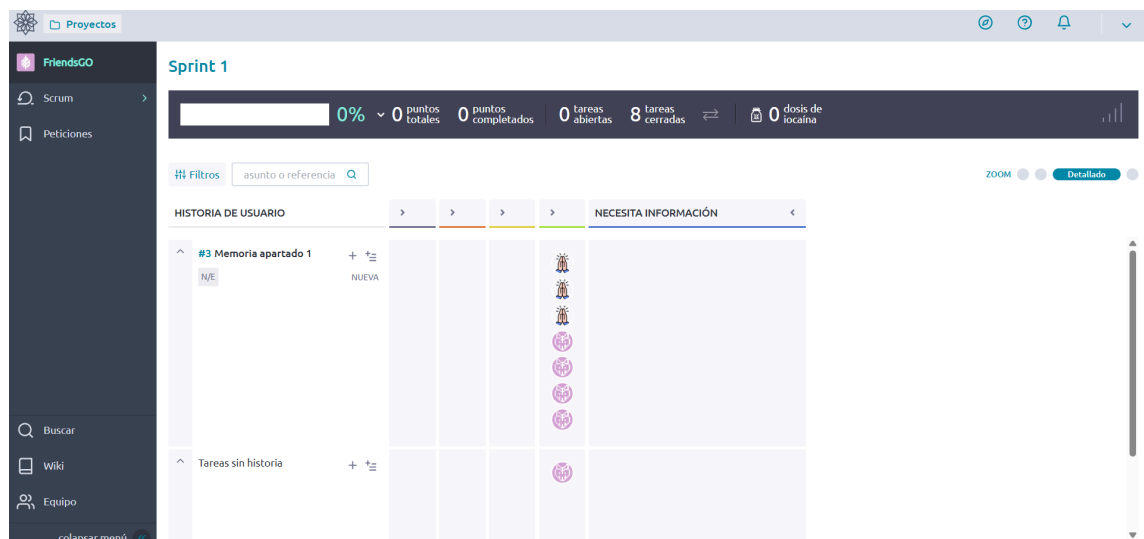 Proyectos
FriendsGO
Scrum
Peticiones
Buscar
Wiki
Equipo
colapsar menú
Sprint 1
0% 0 puntos totales 0 puntos completados 0 tareas abiertas 8 tareas cerradas 0 dosis de iocaína
Filtros asunto o referencia ZOOM Detallado
HISTORIA DE USUARIO NECESITA INFORMACIÓN
#3 Memoria apartado 1
N/E NUEVA
Tareas sin historia